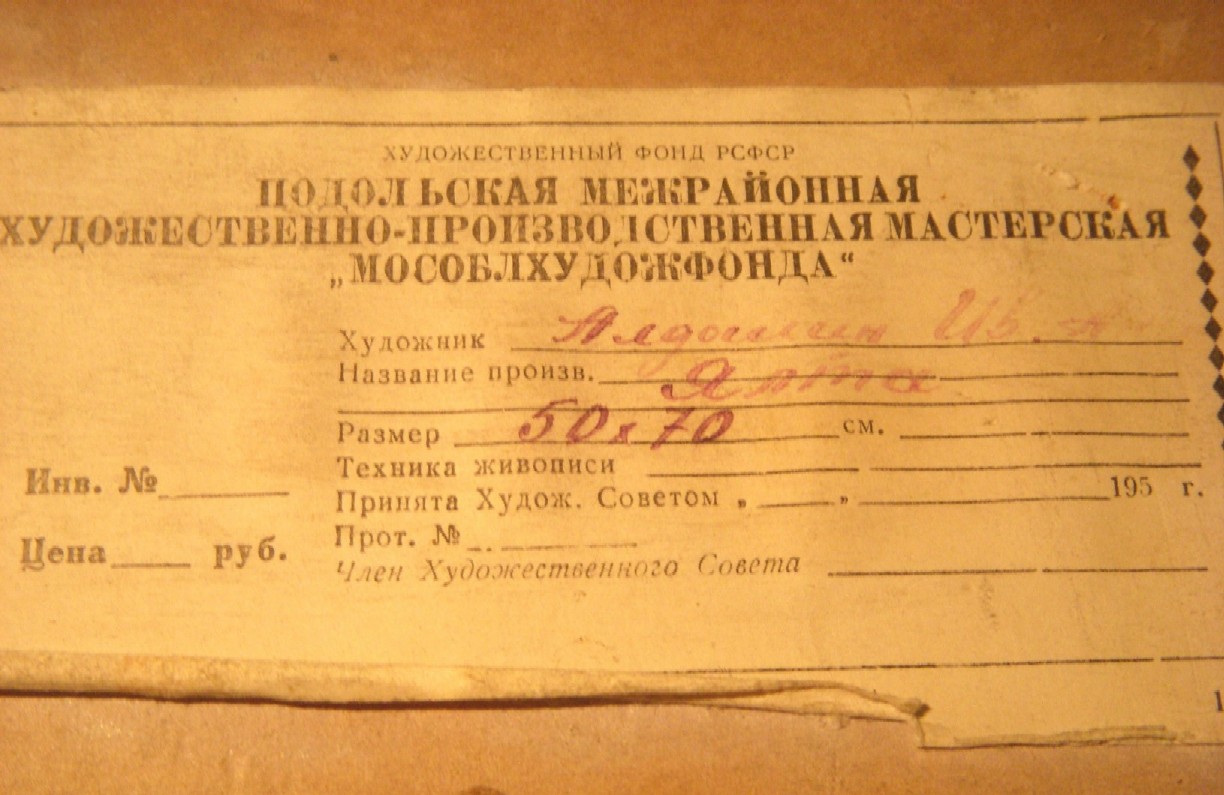 ХУДОЖЕСТВЕННЫЙ ФОНД РСФСР
ПОДОЛЬСКАЯ МЕЖРАЙОННАЯ
ХУДОЖЕСТВЕННО-ПРОИЗВОДСТВЕННАЯ МАСТЕРСКАЯ
„МОСОБЛХУДОЖФОНДА“
Художник Алдошкин
Название произв. Ялта
Размер 50х70 см.
Техника живописи
Инв. №
Принята Худож. Советом „ „ 195 г.
Прот. №
Цена руб.
Член Художественного Совета